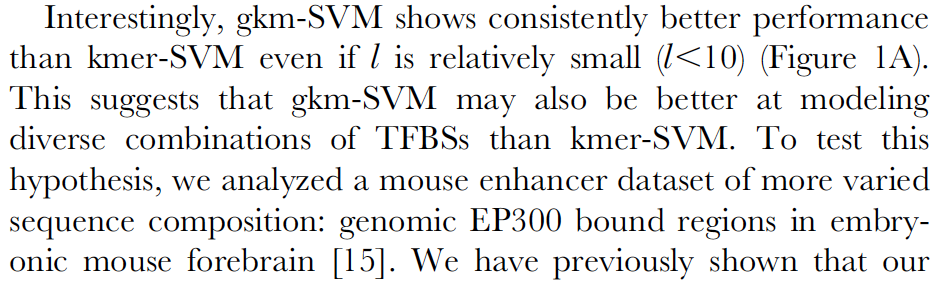 Interestingly, gkm-SVM shows consistently better performance
than kmer-SVM even if l is relatively small (l<10) (Figure 1A).
This suggests that gkm-SVM may also be better at modeling
diverse combinations of TFBSs than kmer-SVM. To test this
hypothesis, we analyzed a mouse enhancer dataset of more varied
sequence composition: genomic EP300 bound regions in embry-
onic mouse forebrain [15]. We have previously shown that our